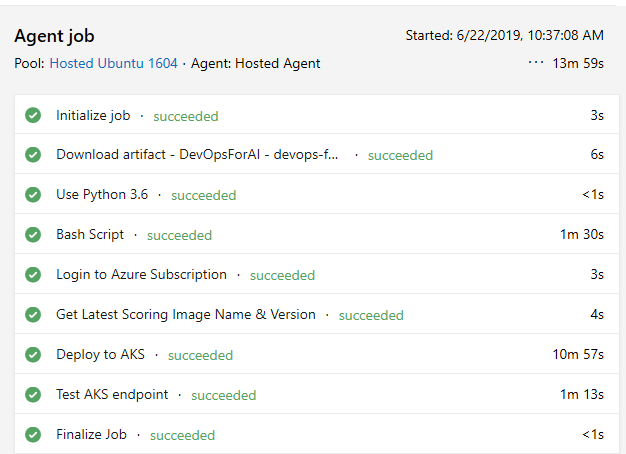 Agent job Started: 6/22/2019, 10:37:08 AM
Pool: Hosted Ubuntu 1604 · Agent: Hosted Agent ··· 13m 59s
Initialize job · succeeded 3s
Download artifact - DevOpsForAI - devops-f... · succeeded 6s
Use Python 3.6 · succeeded <1s
Bash Script · succeeded 1m 30s
Login to Azure Subscription · succeeded 3s
Get Latest Scoring Image Name & Version · succeeded 4s
Deploy to AKS · succeeded 10m 57s
Test AKS endpoint · succeeded 1m 13s
Finalize Job · succeeded <1s